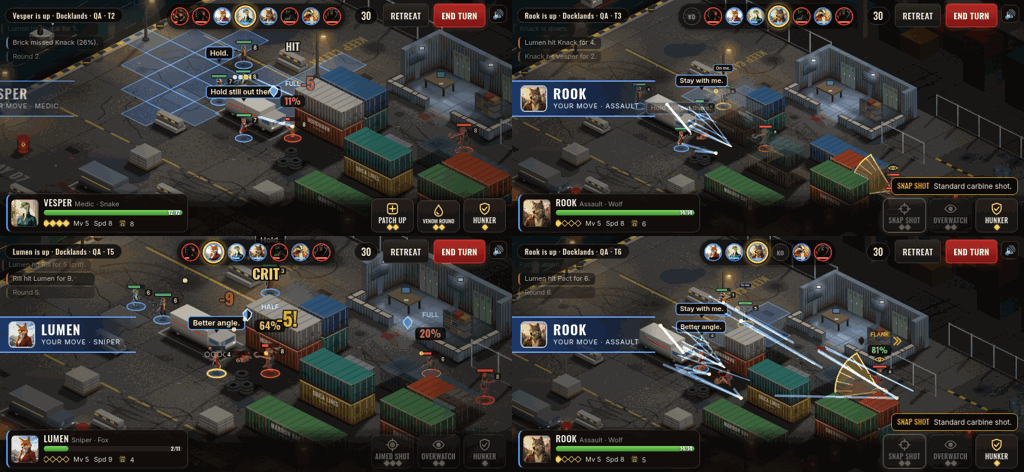 Vesper is up · Docklands · QA · T2
30
RETREAT
END TURN
Brick missed Knack (26%).
Round 2.
Hold.
HIT
Hold still out there
FULL
-5
11%
SPER
R MOVE · MEDIC
VESPER Medic · Snake
12/12
Mv 5 Spd 8 8
PATCH UP
VENOM ROUND
HUNKER
Rook is up · Docklands · QA · T3
KO
30
RETREAT
END TURN
Lumen hit Knack for 4.
Knack hit Vesper for 2.
On me.
Stay with me.
ROOK
YOUR MOVE · ASSAULT
SNAP SHOT Standard carbine shot.
ROOK Assault · Wolf
14/14
Mv 5 Spd 8 6
SNAP SHOT
OVERWATCH
HUNKER
Lumen is up · Docklands · QA · T5
30
RETREAT
END TURN
Rill hit Lumen for 9.
Round 5.
CRIT
-9
HALF
5!
64%
Better angle.
FULL
20%
LUMEN
YOUR MOVE · SNIPER
LUMEN Sniper · Fox
2/11
Mv 5 Spd 9 4
AIMED SHOT
OVERWATCH
HUNKER
Rook is up · Docklands · QA · T6
KO
30
RETREAT
END TURN
Lumen hit Pact for 6.
Round 6.
Stay with me.
Better angle.
FLANK
81%
ROOK
YOUR MOVE · ASSAULT
SNAP SHOT Standard carbine shot.
ROOK Assault · Wolf
14/14
Mv 5 Spd 8 5
SNAP SHOT
OVERWATCH
HUNKER